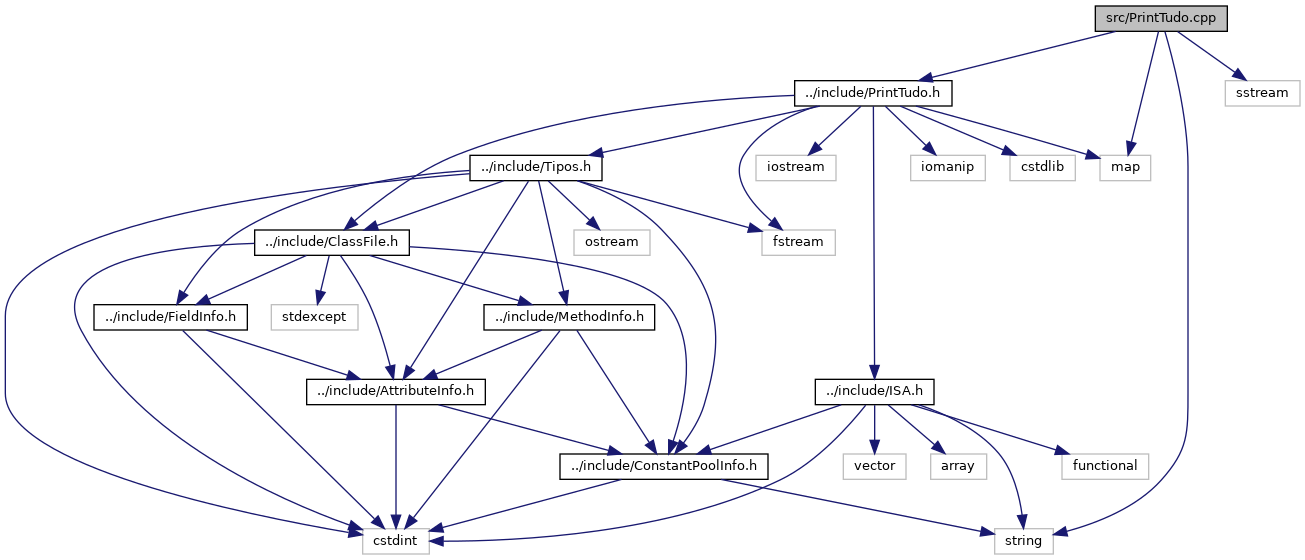 src/PrintTudo.cpp
../include/PrintTudo.h
sstream
../include/Tipos.h
iostream
iomanip
cstdlib
map
../include/ClassFile.h
ostream
fstream
../include/FieldInfo.h
stdexcept
../include/MethodInfo.h
../include/AttributeInfo.h
../include/ISA.h
../include/ConstantPoolInfo.h
vector
array
functional
cstdint
string